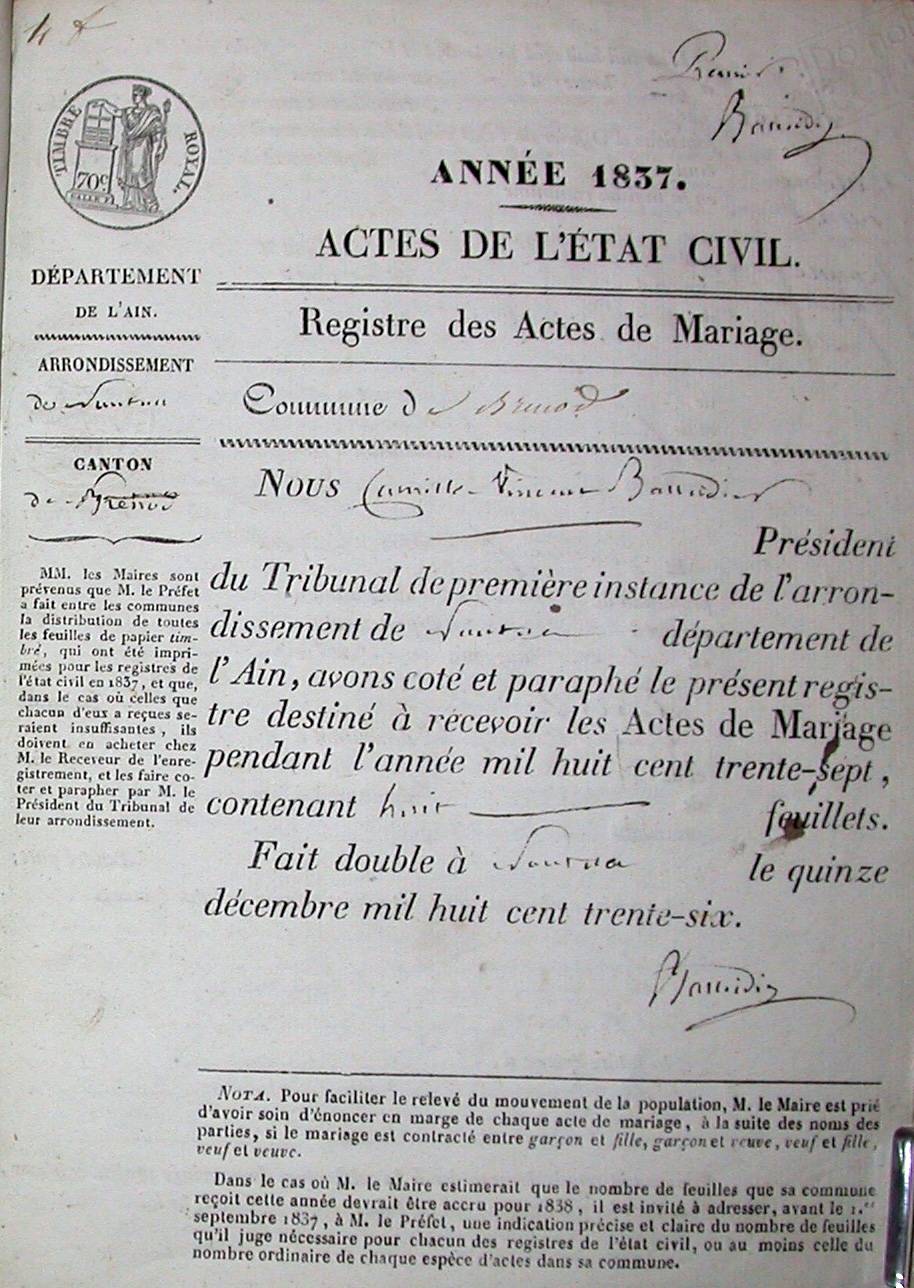 Premier
TIMBRE ROYAL.
70c
ANNÉE 1837.
ACTES DE L'ÉTAT CIVIL.
DÉPARTEMENT
DE L'AIN.
ARRONDISSEMENT
de Nantua
CANTON
de Brenod
MM. les Maires sont
prévenus que M. le Préfet
a fait entre les communes
la distribution de toutes
les feuilles de papier tim-
bré, qui ont été impri-
mées pour les registres de
l'état civil en 1837, et que,
dans le cas où celles que
chacun d'eux a reçues se-
raient insuffisantes, ils
doivent en acheter chez
M. le Receveur de l'enre-
gistrement, et les faire co-
ter et parapher par M. le
Président du Tribunal de
leur arrondissement.
Registre des Actes de Mariage.
Commune de Brenod
Nous Camille-Vincent
Président
du Tribunal de première instance de l'arron-
dissement de Nantua département de
l'Ain, avons coté et paraphé le présent regis-
tre destiné à recevoir les Actes de Mariage
pendant l'année mil huit cent trente-sept,
contenant huit feuillets.
Fait double à Nantua le quinze
décembre mil huit cent trente-six.
NOTA. Pour faciliter le relevé du mouvement de la population, M. le Maire est prié
d'avoir soin d'énoncer en marge de chaque acte de mariage, à la suite des noms des
parties, si le mariage est contracté entre garçon et fille, garçon et veuve, veuf et fille,
veuf et veuve.
Dans le cas où M. le Maire estimerait que le nombre de feuilles que sa commune
reçoit cette année devrait être accru pour 1838, il est invité à adresser, avant le 1.er
septembre 1837, à M. le Préfet, une indication précise et claire du nombre de feuilles
qu'il juge nécessaire pour chacun des registres de l'état civil, ou au moins celle du
nombre ordinaire de chaque espèce d'actes dans sa commune.